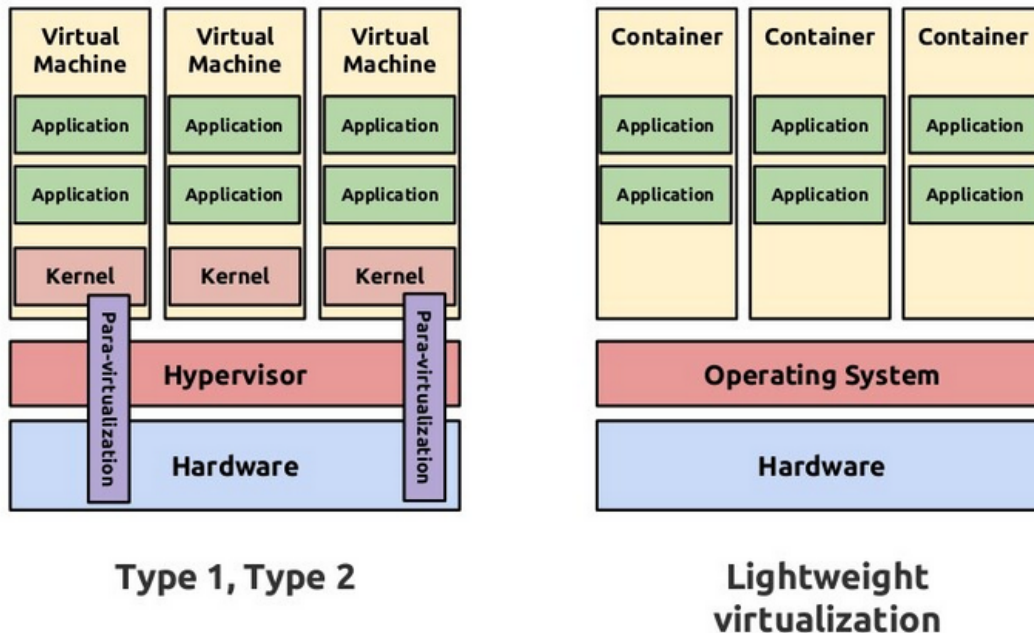 Virtual
Machine
Application
Application
Kernel
Virtual
Machine
Application
Application
Kernel
Virtual
Machine
Application
Application
Kernel
Para-virtualization
Para-virtualization
Hypervisor
Hardware
Type 1, Type 2
Container
Application
Application
Container
Application
Application
Container
Application
Application
Operating System
Hardware
Lightweight
virtualization